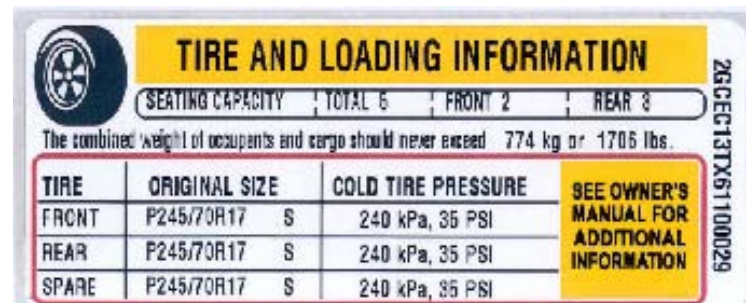 TIRE AND LOADING INFORMATION
SEATING CAPACITY TOTAL 5 FRONT 2 REAR 3
The combined weight of occupants and cargo should never exceed 774 kg or 1706 lbs.
TIRE ORIGINAL SIZE COLD TIRE PRESSURE
FRONT P245/70R17 S 240 kPa, 35 PSI
REAR P245/70R17 S 240 kPa, 35 PSI
SPARE P245/70R17 S 240 kPa, 35 PSI
SEE OWNER'S
MANUAL FOR
ADDITIONAL
INFORMATION
2GCEC13TX61100029